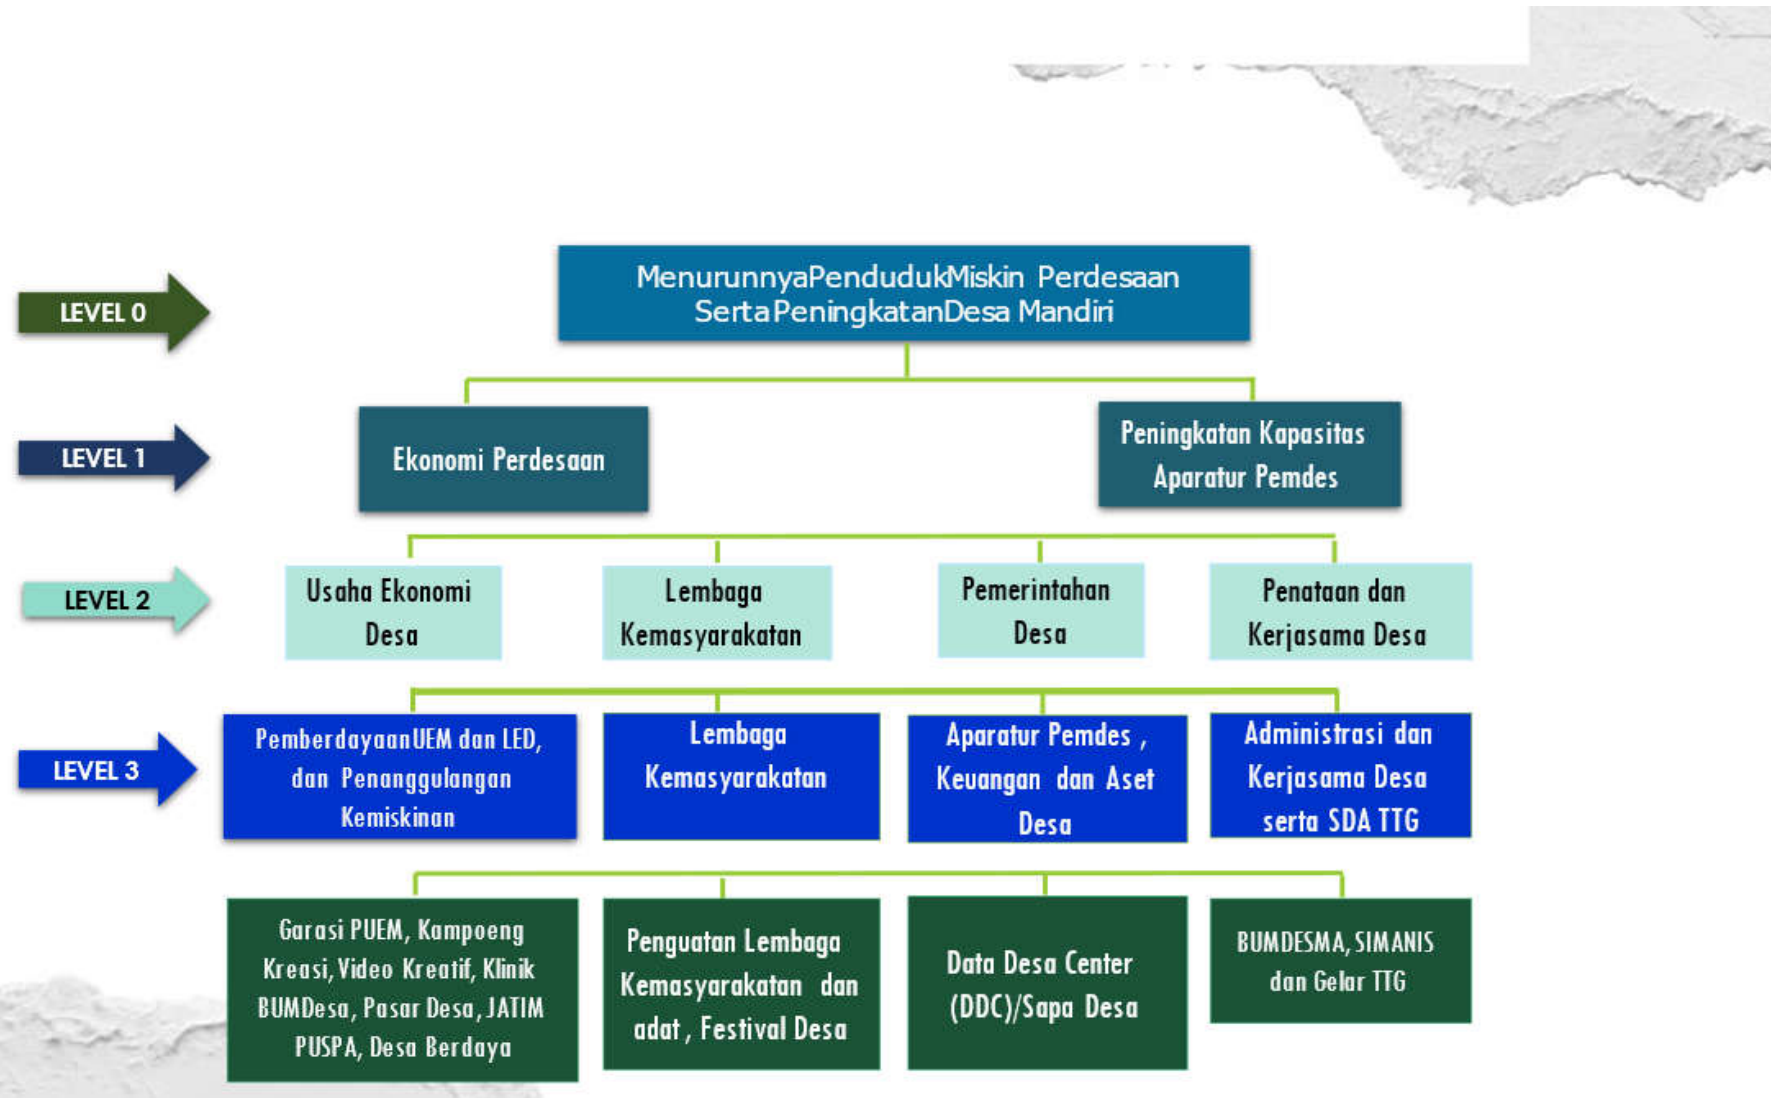 LEVEL 0
MenurunnyaPendudukMiskin Perdesaan
SertaPeningkatanDesa Mandiri
LEVEL 1
Ekonomi Perdesaan
Peningkatan Kapasitas
Aparatur Pemdes
LEVEL 2
Usaha Ekonomi
Desa
Lembaga
Kemasyarakatan
Pemerintahan
Desa
Penataan dan
Kerjasama Desa
LEVEL 3
PemberdayaanUEM dan LED,
dan Penanggulangan
Kemiskinan
Lembaga
Kemasyarakatan
Aparatur Pemdes ,
Keuangan dan Aset
Desa
Administrasi dan
Kerjasama Desa
serta SDA TTG
Garasi PUEM, Kampoeng
Kreasi, Video Kreatif, Klinik
BUMDesa, Pasar Desa, JATIM
PUSPA, Desa Berdaya
Penguatan Lembaga
Kemasyarakatan dan
adat , Festival Desa
Data Desa Center
(DDC)/Sapa Desa
BUMDESMA, SIMANIS
dan Gelar TTG